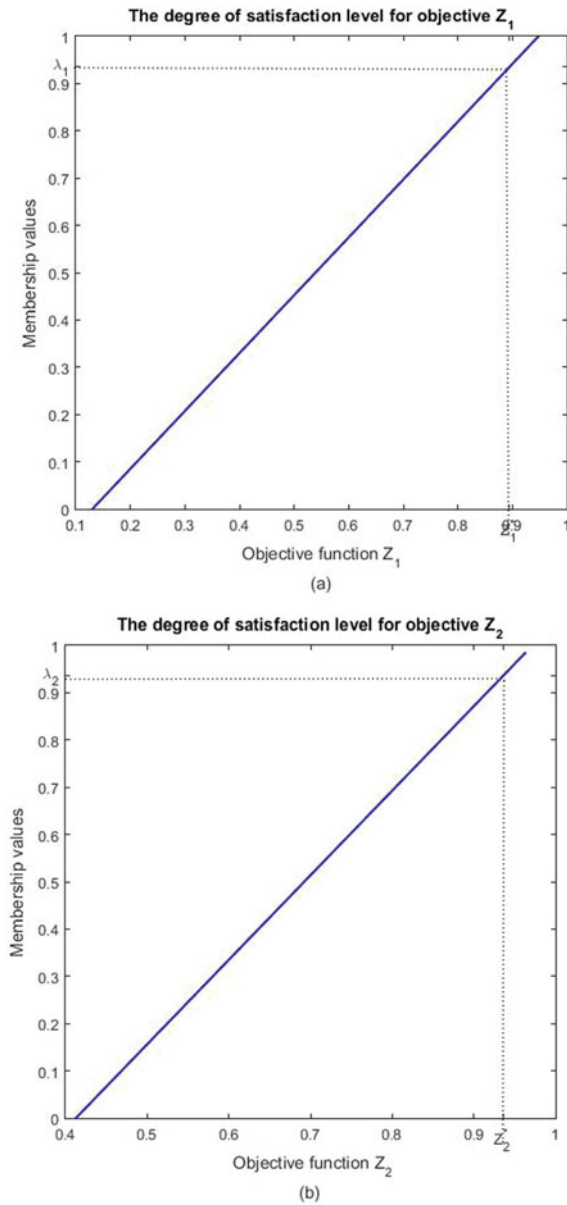 The degree of satisfaction level for objective Z1
1
λ1
0.9
0.8
0.7
0.6
0.5
0.4
0.3
0.2
0.1
0
Membership values
0.1 0.2 0.3 0.4 0.5 0.6 0.7 0.8 0.9 1
Z1
Objective function Z1
(a)
The degree of satisfaction level for objective Z2
1
λ2
0.9
0.8
0.7
0.6
0.5
0.4
0.3
0.2
0.1
0
Membership values
0.4 0.5 0.6 0.7 0.8 0.9 1
Z2
Objective function Z2
(b)